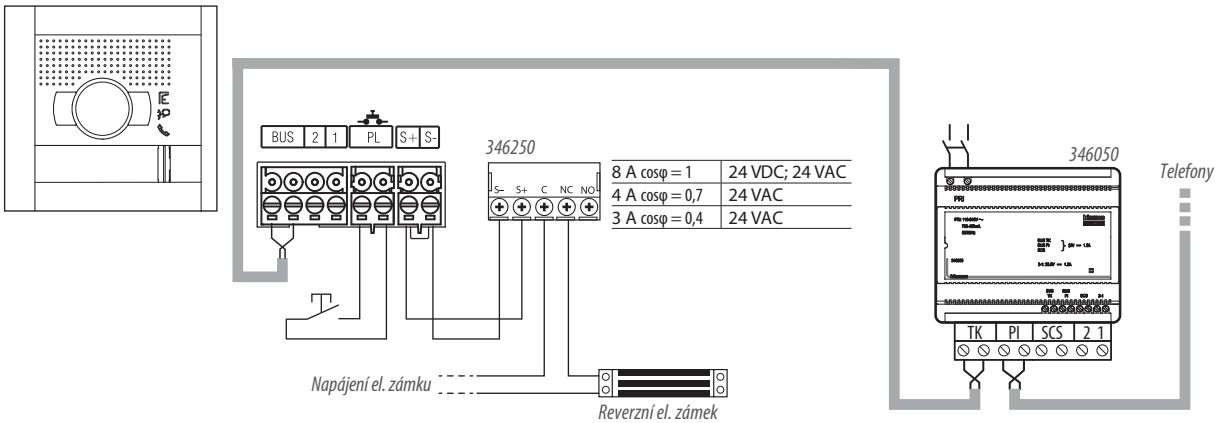 BUS 2 1 PL S+ S-
346250
S– S+ C NC NO
8 A cosφ = 1 24 VDC; 24 VAC
4 A cosφ = 0,7 24 VAC
3 A cosφ = 0,4 24 VAC
346050
Telefony
PRI
TK PI SCS 2 1
Napájení el. zámku
Reverzní el. zámek